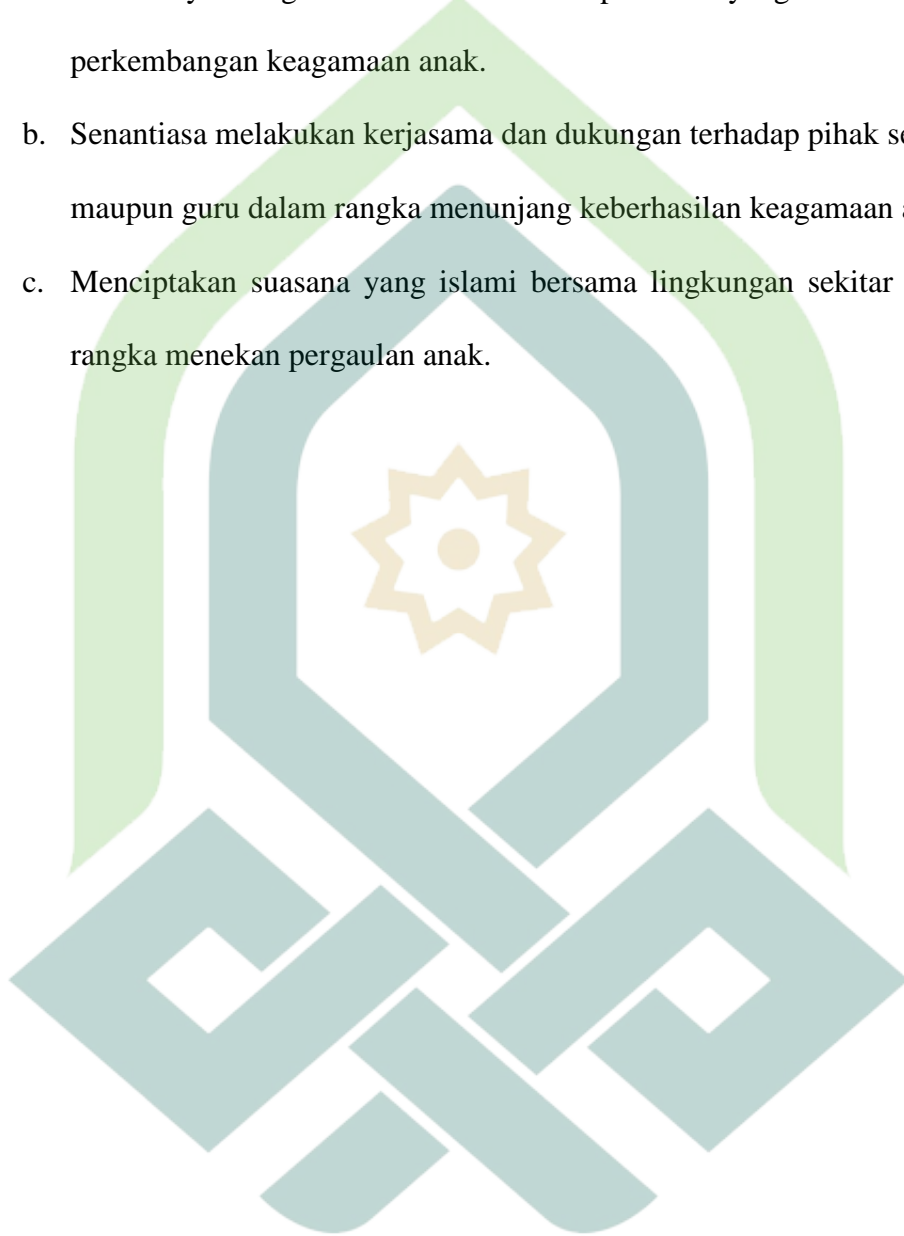 perkembangan keagamaan anak.
b. Senantiasa melakukan kerjasama dan dukungan terhadap pihak
maupun guru dalam rangka menunjang keberhasilan keagamaan
c. Menciptakan suasana yang islami bersama lingkungan sekitar
rangka menekan pergaulan anak.